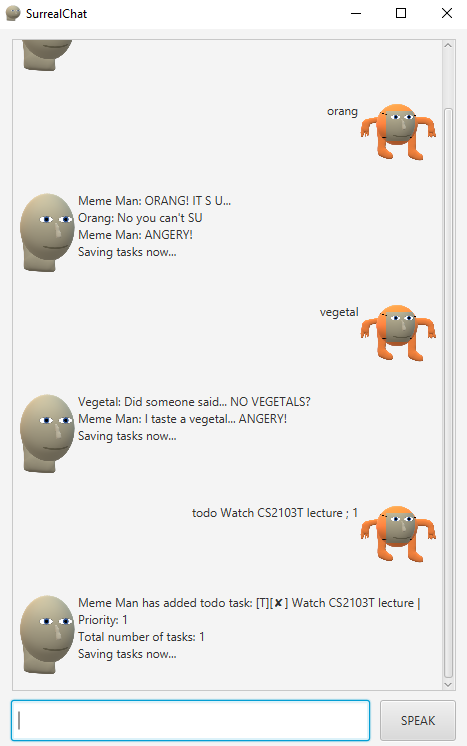 SurrealChat
orang
Meme Man: ORANG! IT S U...
Orang: No you can't SU
Meme Man: ANGERY!
Saving tasks now...
vegetal
Vegetal: Did someone said... NO VEGETALS?
Meme Man: I taste a vegetal... ANGERY!
Saving tasks now...
todo Watch CS2103T lecture ; 1
Meme Man has added todo task: [T][✘] Watch CS2103T lecture |
Priority: 1
Total number of tasks: 1
Saving tasks now...
SPEAK